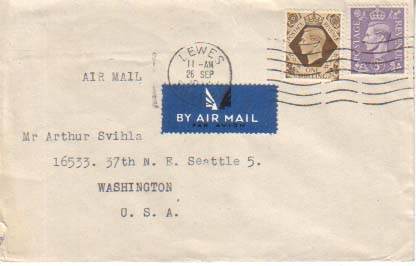 LEWES
11 - AM
26 SEP
POSTAGE
REVENUE
ONE
SHILLING
AIR MAIL
BY AIR MAIL
PAR AVION
Mr Arthur Svihla
16533. 37th N. E. Seattle 5.
WASHINGTON
U. S. A.